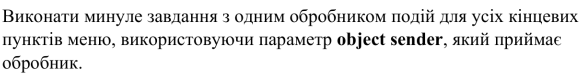 Виконати минуле завдання з одним обробником подій для усіх кінцевих
пунктів меню, використовуючи параметр object sender, який приймає
обробник.